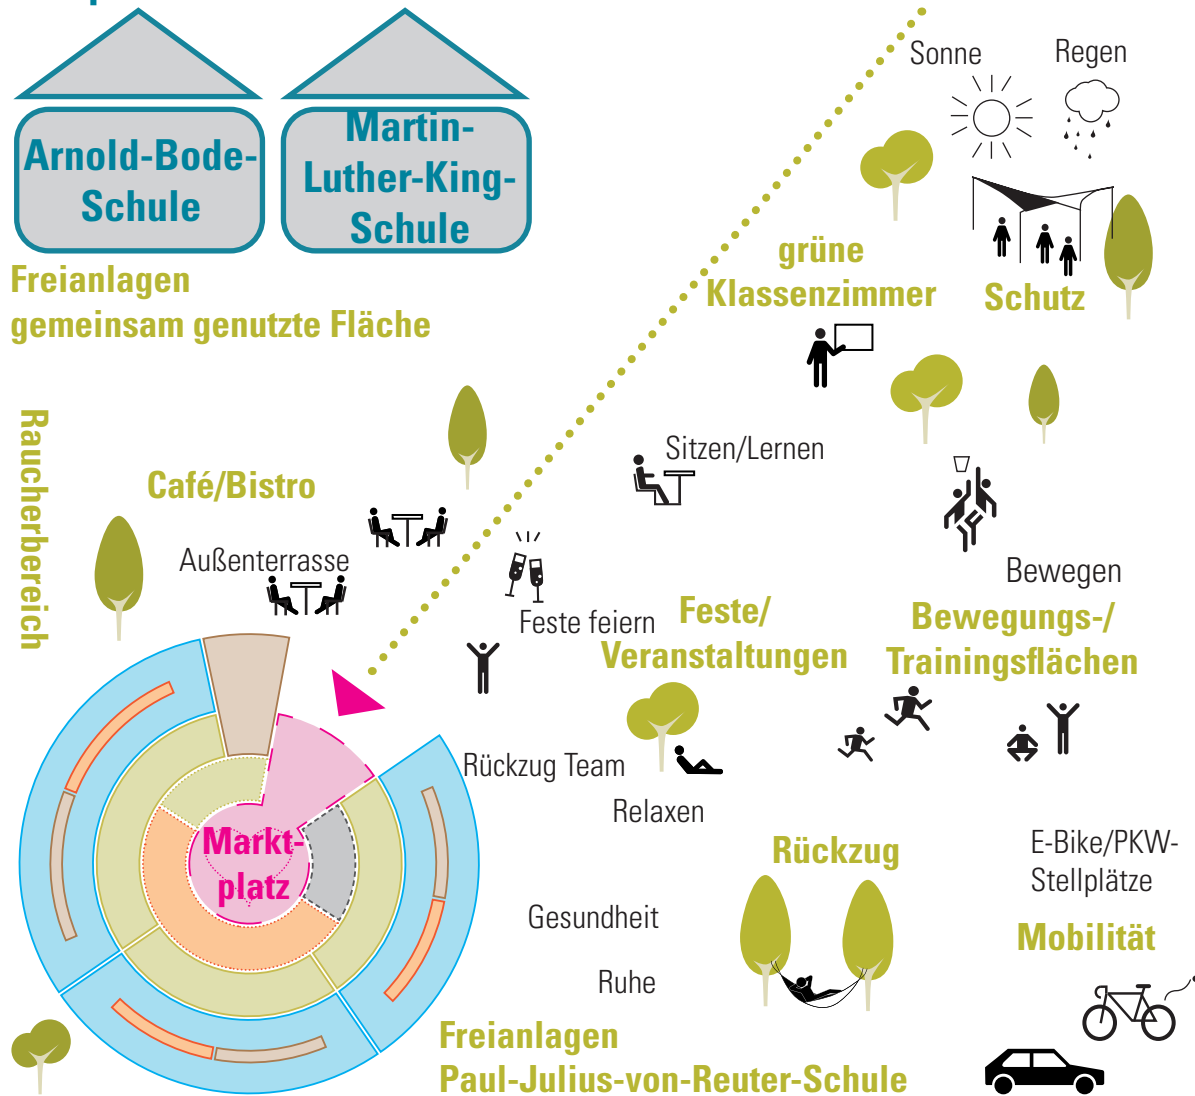 Arnold-Bode-
Schule
Martin-
Luther-King-
Schule
Freianlagen
gemeinsam genutzte Fläche
Sonne
Regen
grüne
Klassenzimmer
Schutz
Raucherbereich
Café/Bistro
Außenterrasse
Sitzen/Lernen
Bewegen
Bewegungs-/
Trainingsflächen
Feste feiern
Feste/
Veranstaltungen
Rückzug Team
Relaxen
Markt-
platz
Rückzug
Gesundheit
Ruhe
E-Bike/PKW-
Stellplätze
Mobilität
Freianlagen
Paul-Julius-von-Reuter-Schule